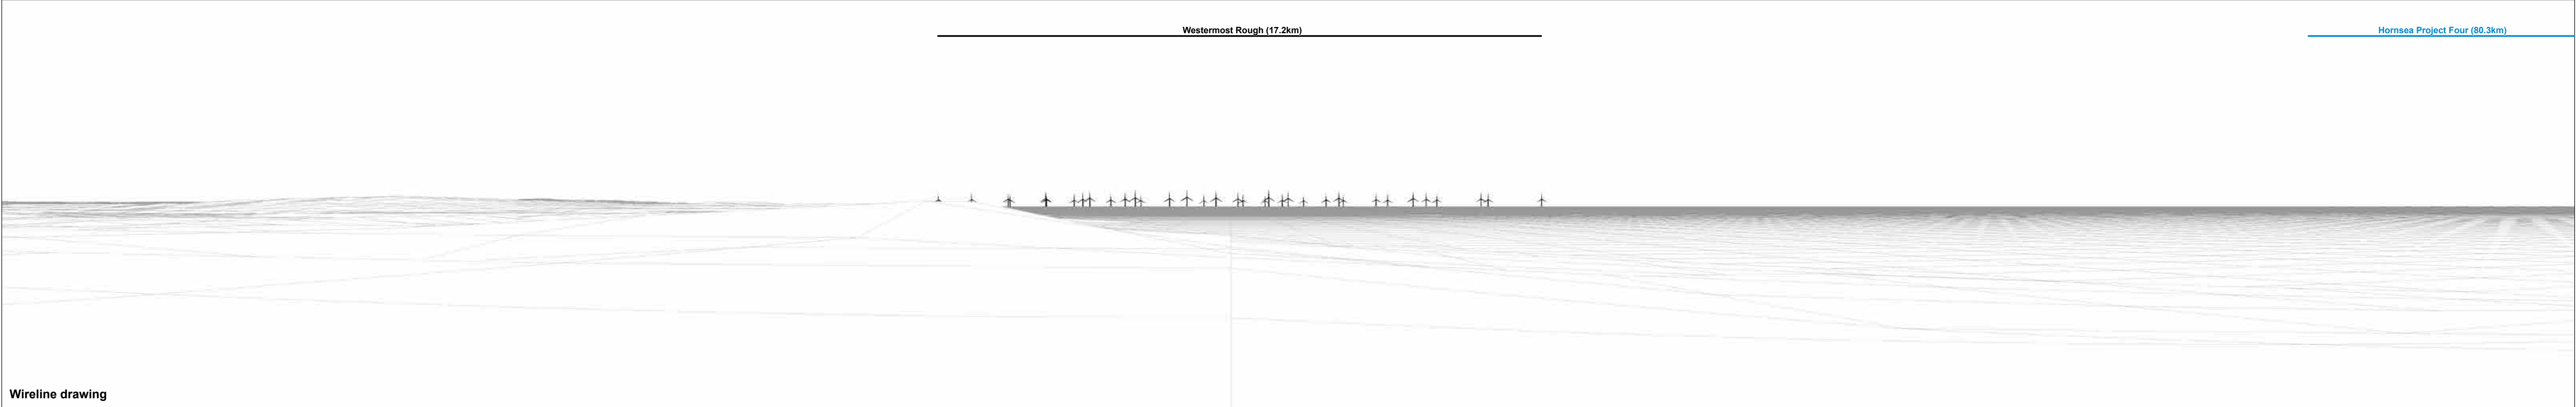 Westermost Rough (17.2km)
Hornsea Project Four (80.3km)
Wireline drawing